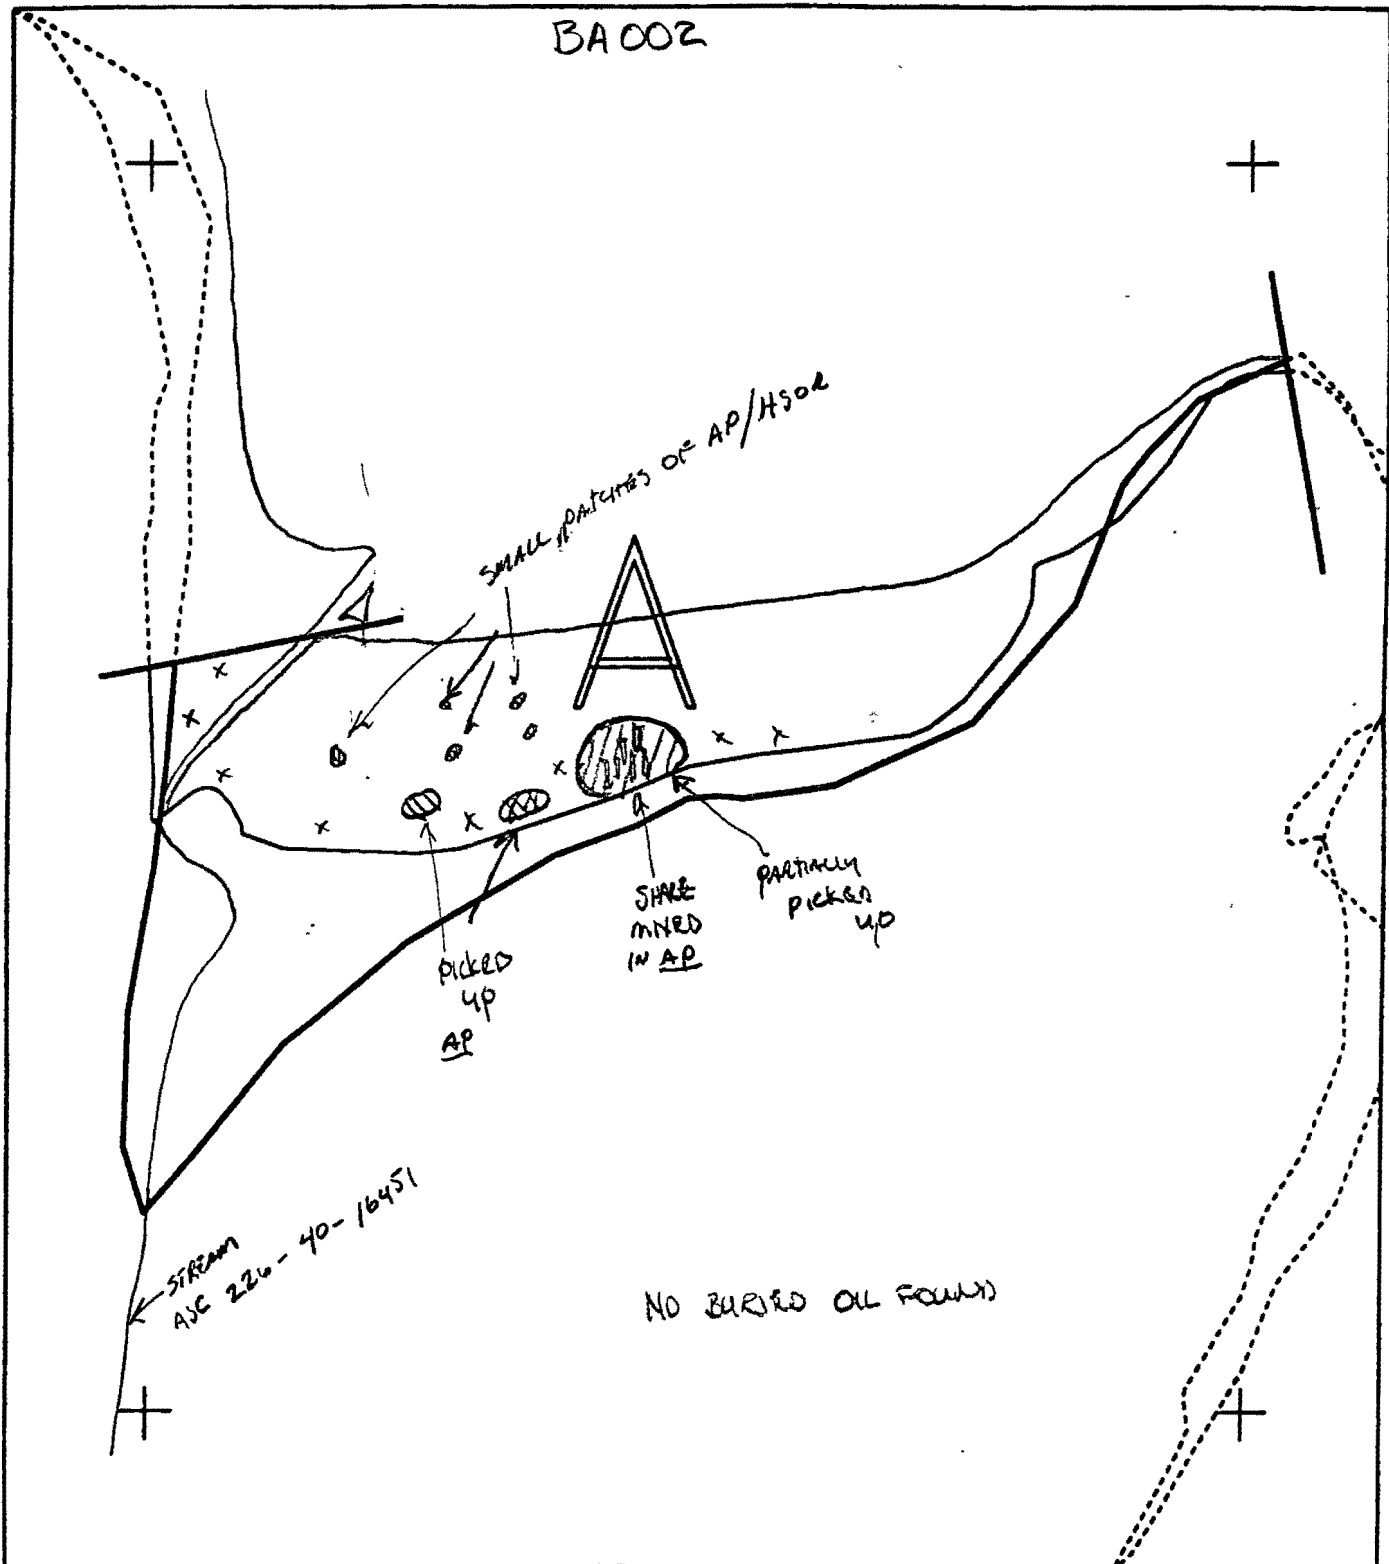 BA002
SMALL PATCHES OF AP/HSOR
A
SHALE
MIXED
IN AP
PARTIALLY
PICKED
UP
PICKED
UP
AP
STREAM
ASC 226-40-16451
NO BURIED OIL FOUND